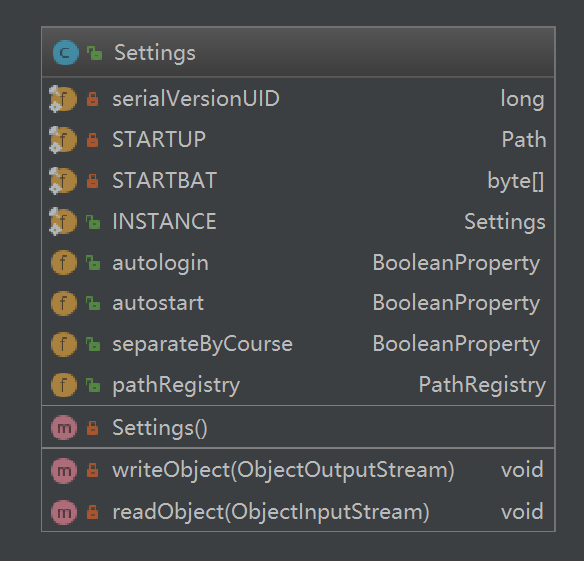 C Settings
f serialVersionUID long
f STARTUP Path
f STARTBAT byte[]
f INSTANCE Settings
f autologin BooleanProperty
f autostart BooleanProperty
f separateByCourse BooleanProperty
f pathRegistry PathRegistry
m Settings()
m writeObject(ObjectOutputStream) void
m readObject(ObjectInputStream) void